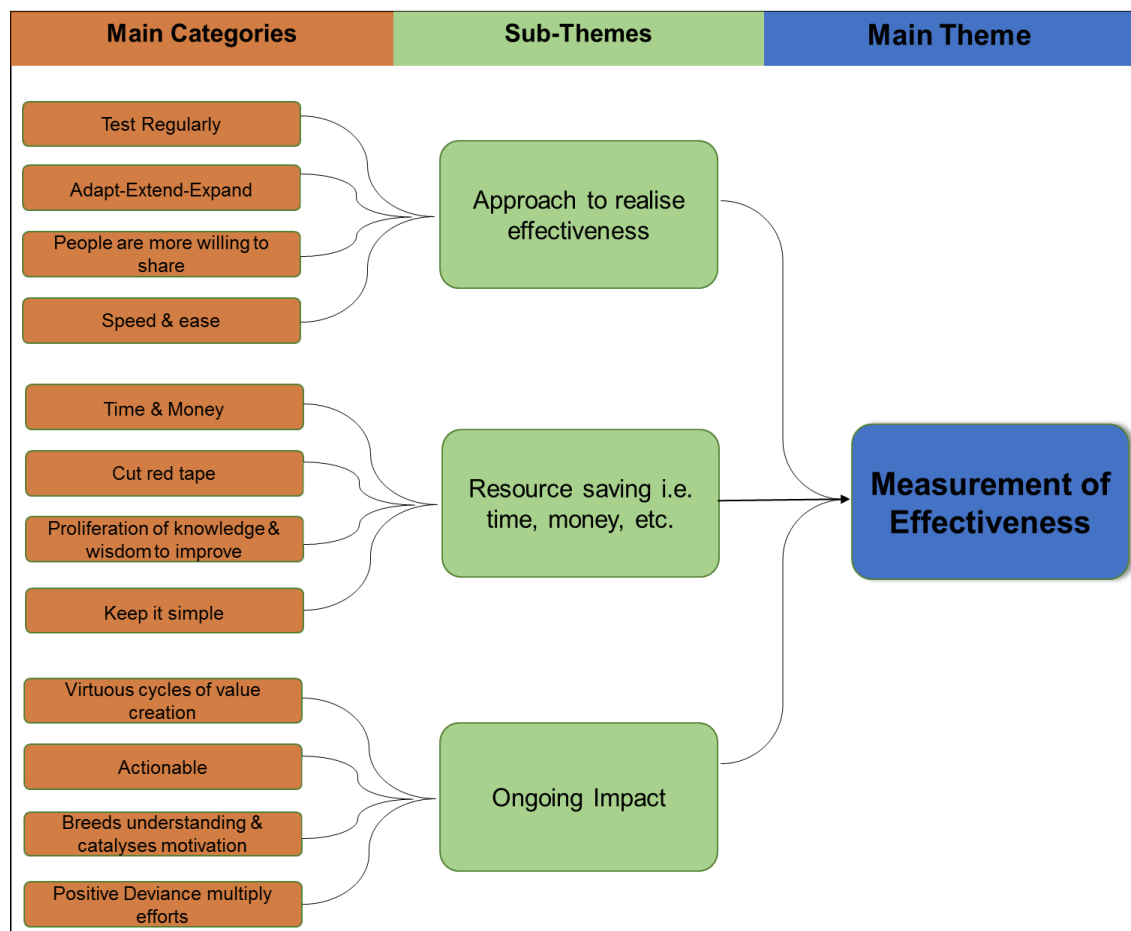 Main Categories
Sub-Themes
Main Theme
Test Regularly
Adapt-Extend-Expand
People are more willing to
share
Speed & ease
Approach to realise
effectiveness
Time & Money
Cut red tape
Proliferation of knowledge &
wisdom to improve
Keep it simple
Resource saving i.e.
time, money, etc.
Measurement of
Effectiveness
Virtuous cycles of value
creation
Actionable
Breeds understanding &
catalyses motivation
Positive Deviance multiply
efforts
Ongoing Impact